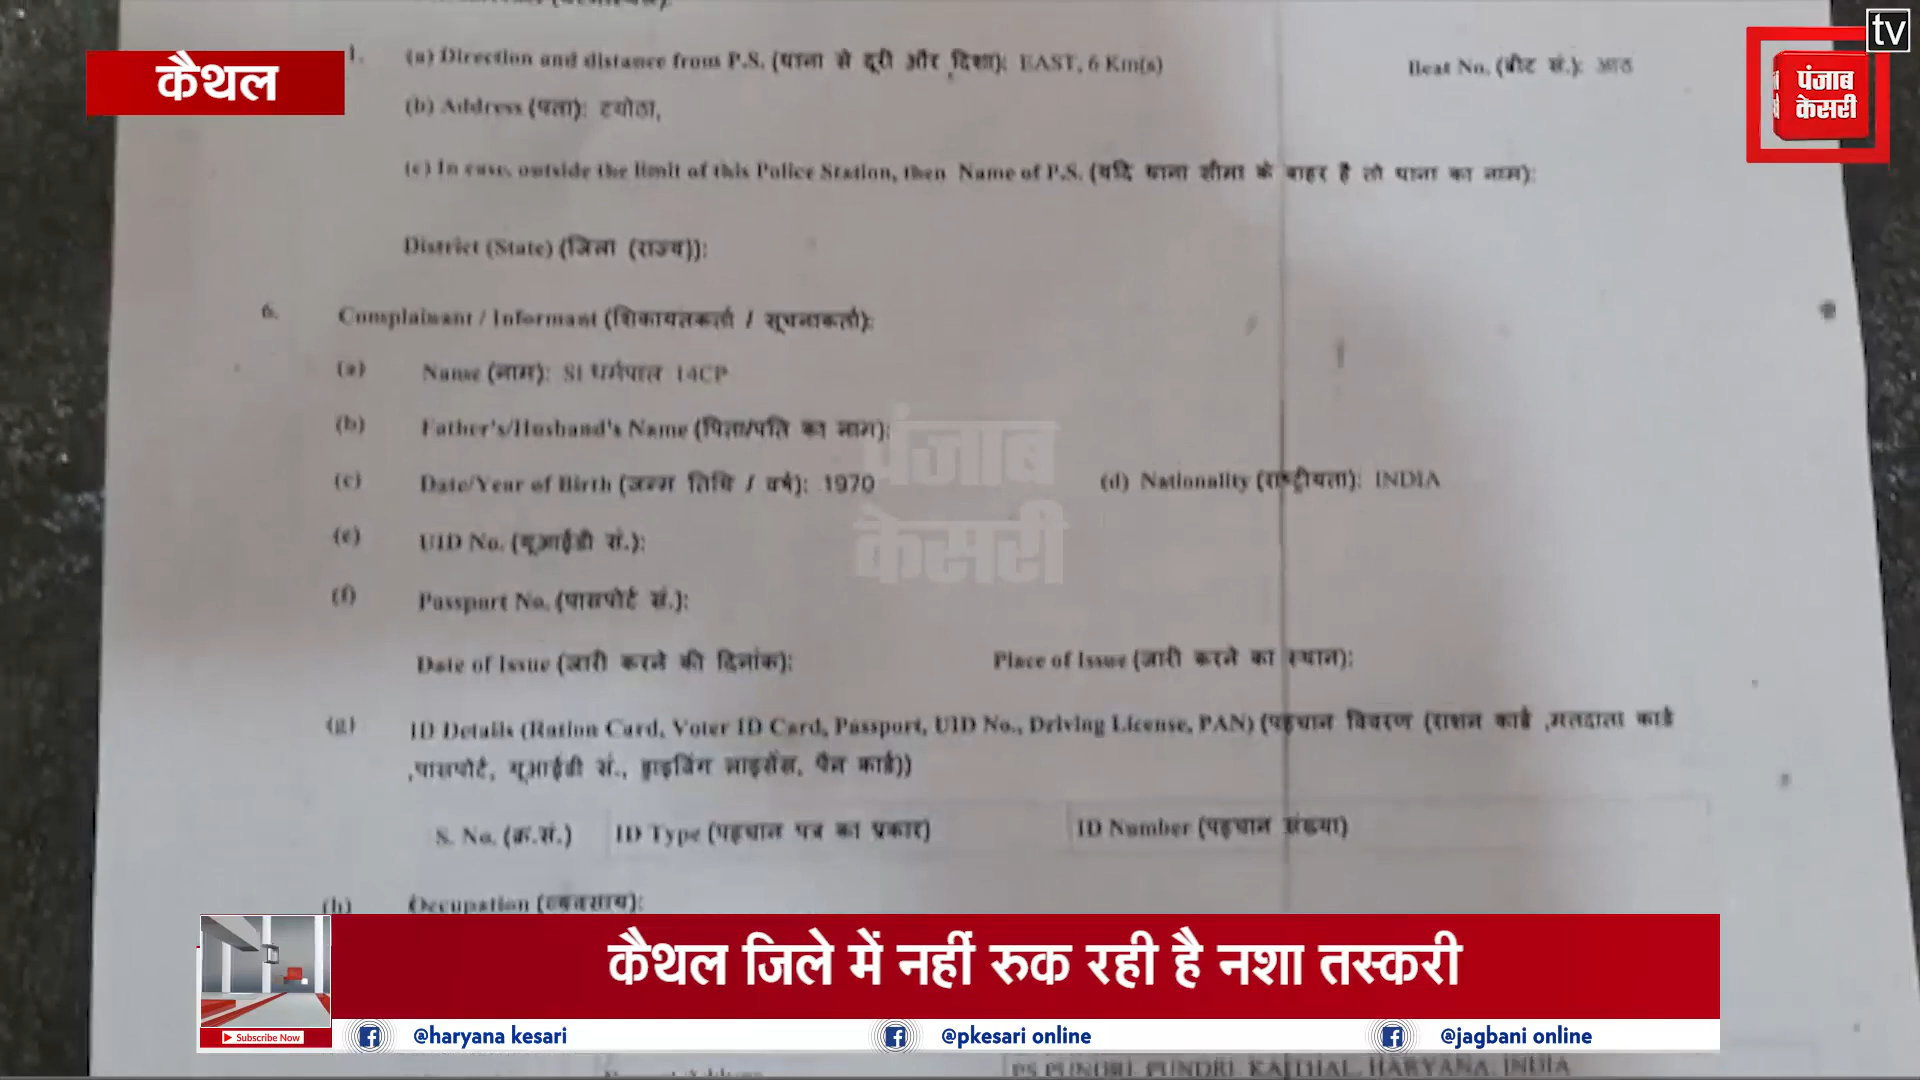 tv
कैथल
पंजाब
केसरी
1. (a) Direction and distance from P.S. (थाना से दूरी और दिशा): EAST, 6 Km(s) Beat No. (बीट सं.): आठ
(b) Address (पता): टयोठा,
(c) In case, outside the limit of this Police Station, then Name of P.S. (यदि थाना सीमा के बाहर है तो थाना का नाम):
District (State) (जिला (राज्य)):
6. Complainant / Informant (शिकायतकर्ता / सूचनाकर्ता):
(a) Name (नाम): SI धर्मपाल 14CP
(b) Father's/Husband's Name (पिता/पति का नाम):
(c) Date/Year of Birth (जन्म तिथि / वर्ष): 1970 (d) Nationality (राष्ट्रीयता): INDIA
पंजाब
केसरी
(e) UID No. (यूआईडी सं.):
(f) Passport No. (पासपोर्ट सं.):
Date of Issue (जारी करने की दिनांक): Place of Issue (जारी करने का स्थान):
(g) ID Details (Ration Card, Voter ID Card, Passport, UID No., Driving License, PAN) (पहचान विवरण (राशन कार्ड ,मतदाता कार्ड
,पासपोर्ट, यूआईडी सं., ड्राइविंग लाइसेंस, पैन कार्ड))
S. No. (क्र.सं.) ID Type (पहचान पत्र का प्रकार) ID Number (पहचान संख्या)
(h) Occupation (व्यवसाय):
कैथल जिले में नहीं रुक रही है नशा तस्करी
Subscribe Now
@haryana kesari @pkesari online @jagbani online
PS PUNDRI, PUNDRI, KAITHAL, HARYANA, INDIA